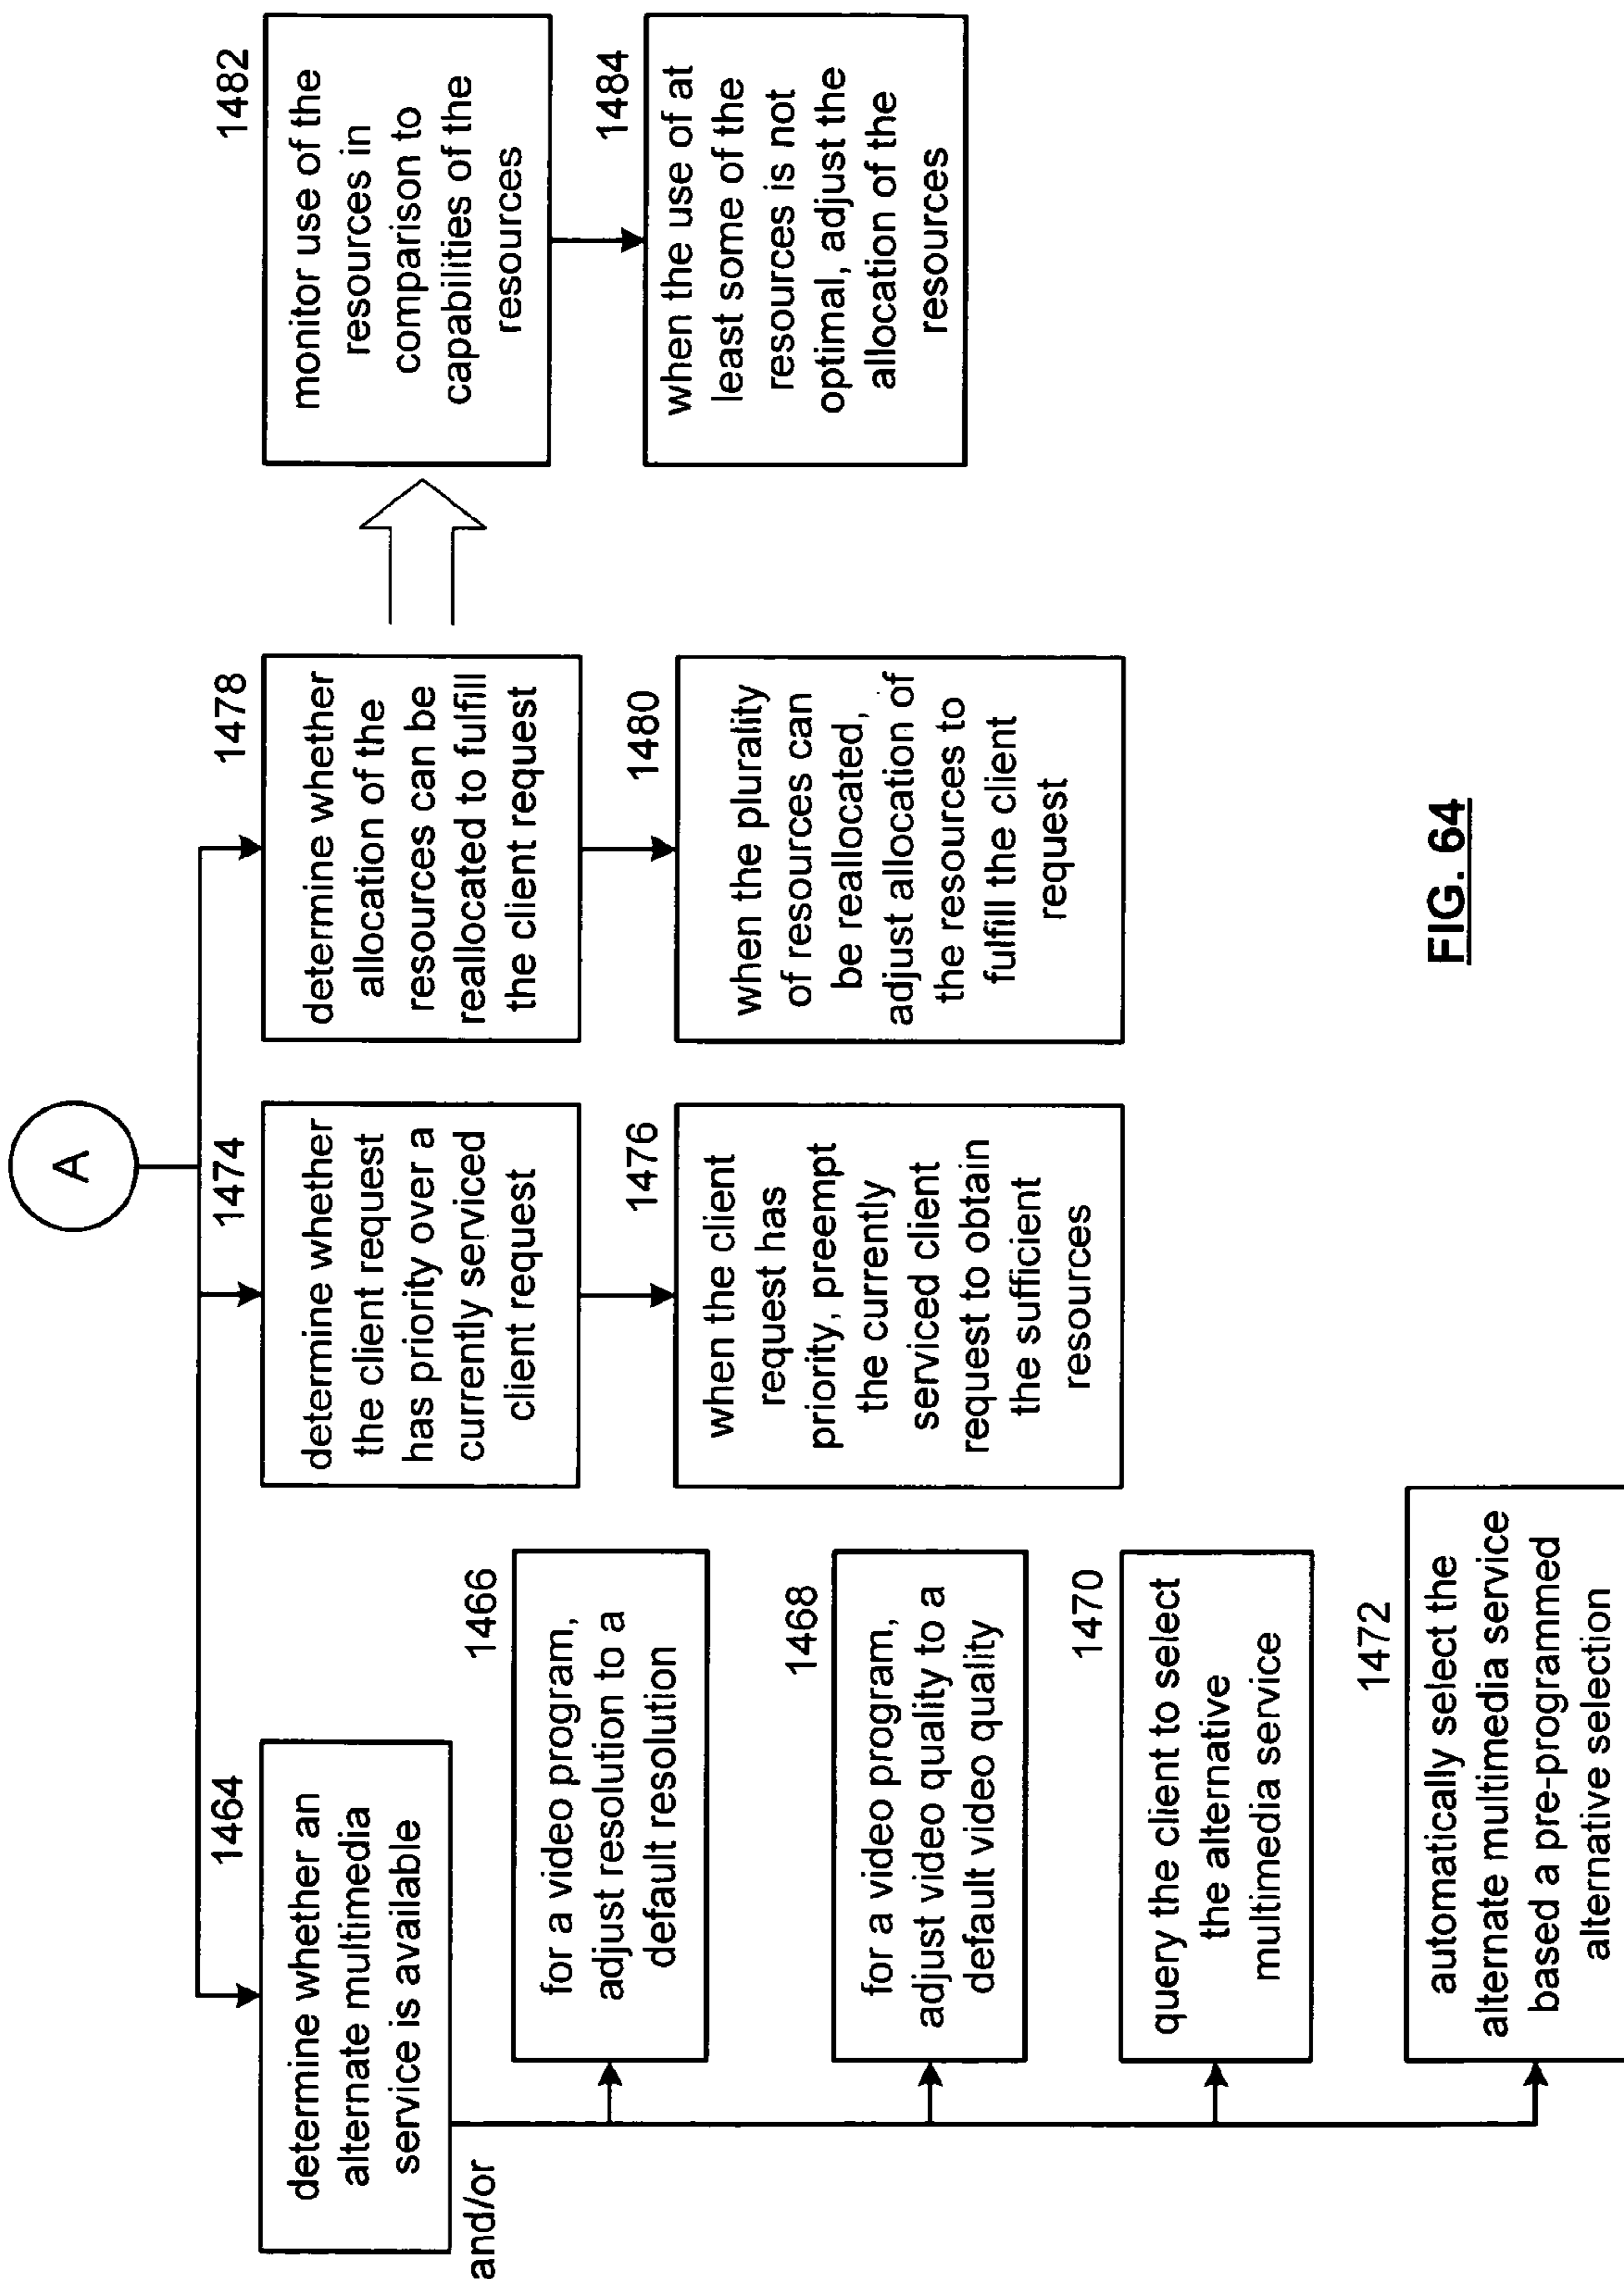 A
1464
determine whether an
alternate multimedia
service is available
and/or
1466
for a video program,
adjust resolution to a
default resolution
1468
for a video program,
adjust video quality to a
default video quality
1470
query the client to select
the alternative
multimedia service
1472
automatically select the
alternate multimedia service
based a pre-programmed
alternative selection
1474
determine whether
the client request
has priority over a
currently serviced
client request
1476
when the client
request has
priority, preempt
the currently
serviced client
request to obtain
the sufficient
resources
1478
determine whether
allocation of the
resources can be
reallocated to fulfill
the client request
1480
when the plurality
of resources can
be reallocated,
adjust allocation of
the resources to
fulfill the client
request
1482
monitor use of the
resources in
comparison to
capabilities of the
resources
1484
when the use of at
least some of the
resources is not
optimal, adjust the
allocation of the
resources
FIG. 64